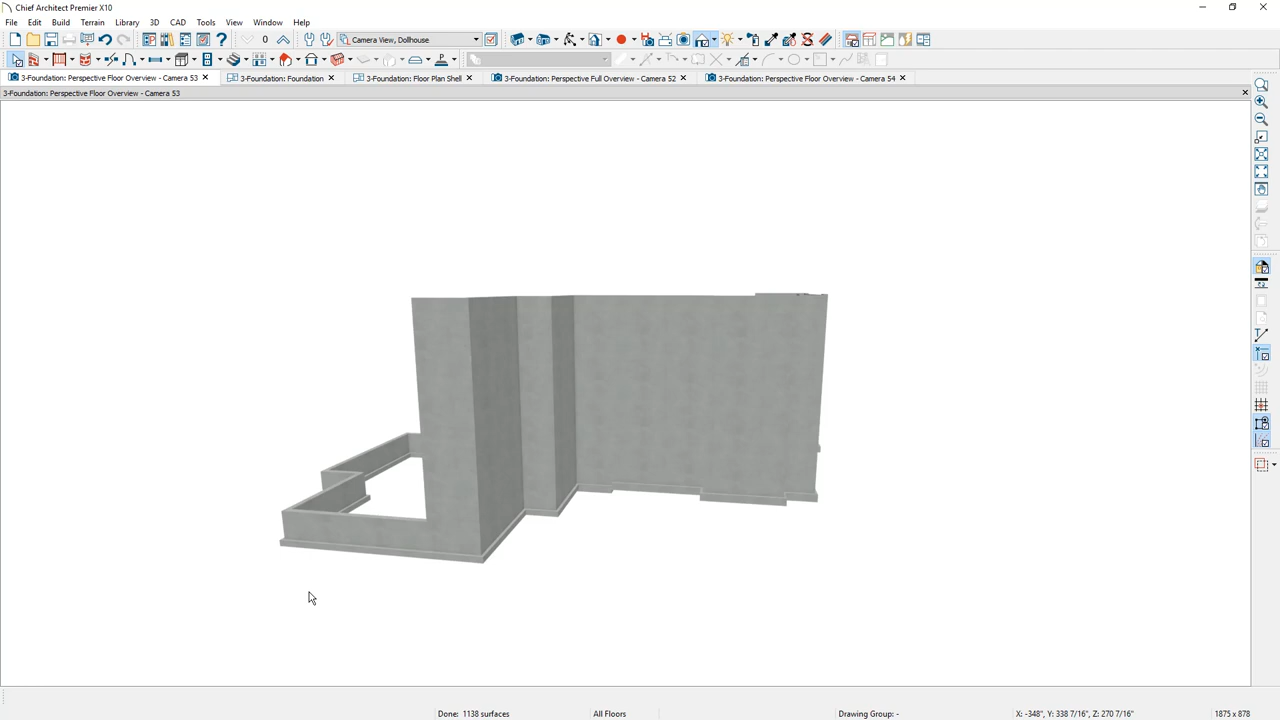 Chief Architect Premier X10
File Edit Build Terrain Library 3D CAD Tools View Window Help
0 Camera View, Dollhouse
3-Foundation: Perspective Floor Overview - Camera 53 3-Foundation: Foundation 3-Foundation: Floor Plan Shell 3-Foundation: Perspective Full Overview - Camera 52 3-Foundation: Perspective Floor Overview - Camera 54
3-Foundation: Perspective Floor Overview - Camera 53
Done: 1138 surfaces All Floors Drawing Group: - X: -348", Y: 338 7/16", Z: 270 7/16" 1875 x 878